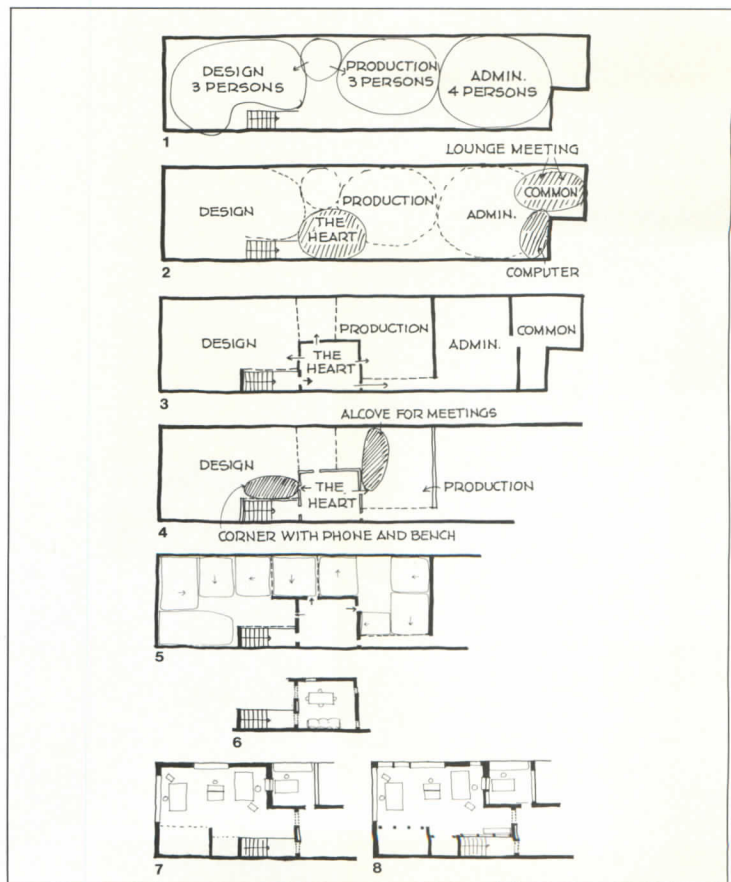 DESIGN
3 PERSONS
PRODUCTION
3 PERSONS
ADMIN.
4 PERSONS
1
LOUNGE MEETING
COMMON
DESIGN
PRODUCTION
ADMIN.
THE
HEART
2
COMPUTER
DESIGN
PRODUCTION
ADMIN.
COMMON
THE
HEART
3
ALCOVE FOR MEETINGS
DESIGN
THE
HEART
PRODUCTION
4
CORNER WITH PHONE AND BENCH
5
6
7
8